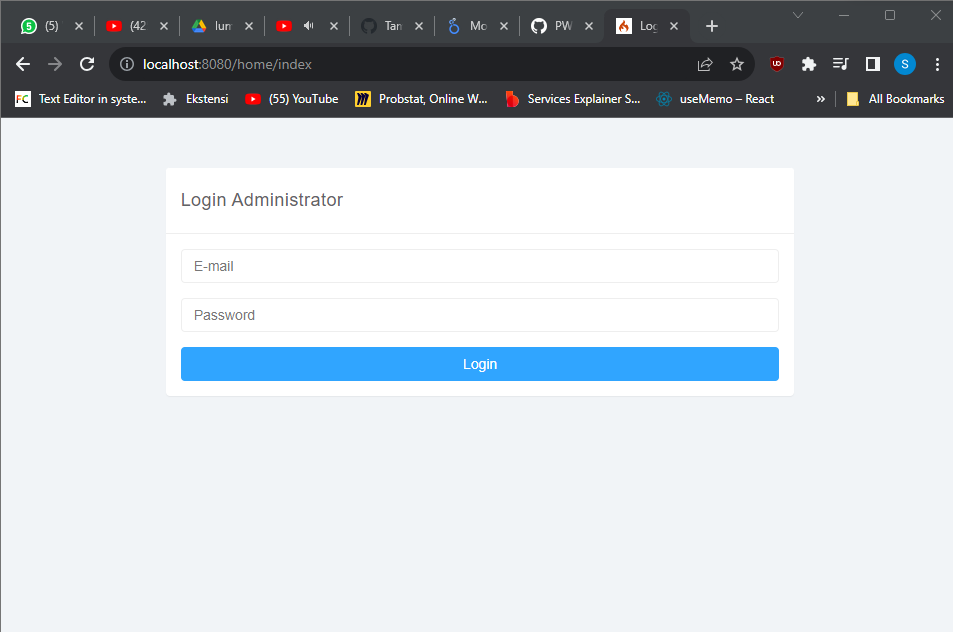 (5)
(42
lun
Tan
Mo
PW
Log
localhost:8080/home/index
S
FC Text Editor in syste...
Ekstensi
(55) YouTube
Probstat, Online W...
Services Explainer S...
useMemo – React
»
All Bookmarks
Login Administrator
E-mail
Password
Login